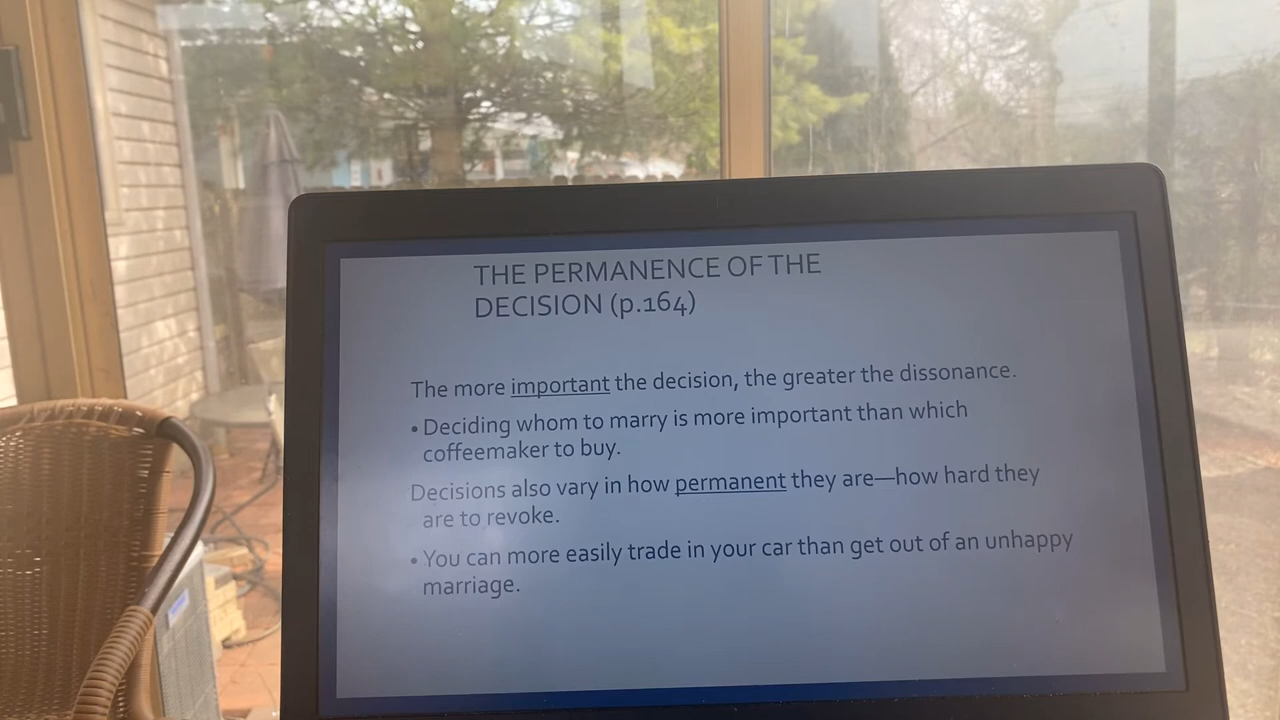 THE PERMANENCE OF THE
DECISION (p.164)
The more important the decision, the greater the dissonance.
• Deciding whom to marry is more important than which
coffeemaker to buy.
Decisions also vary in how permanent they are—how hard they
are to revoke.
• You can more easily trade in your car than get out of an unhappy
marriage.